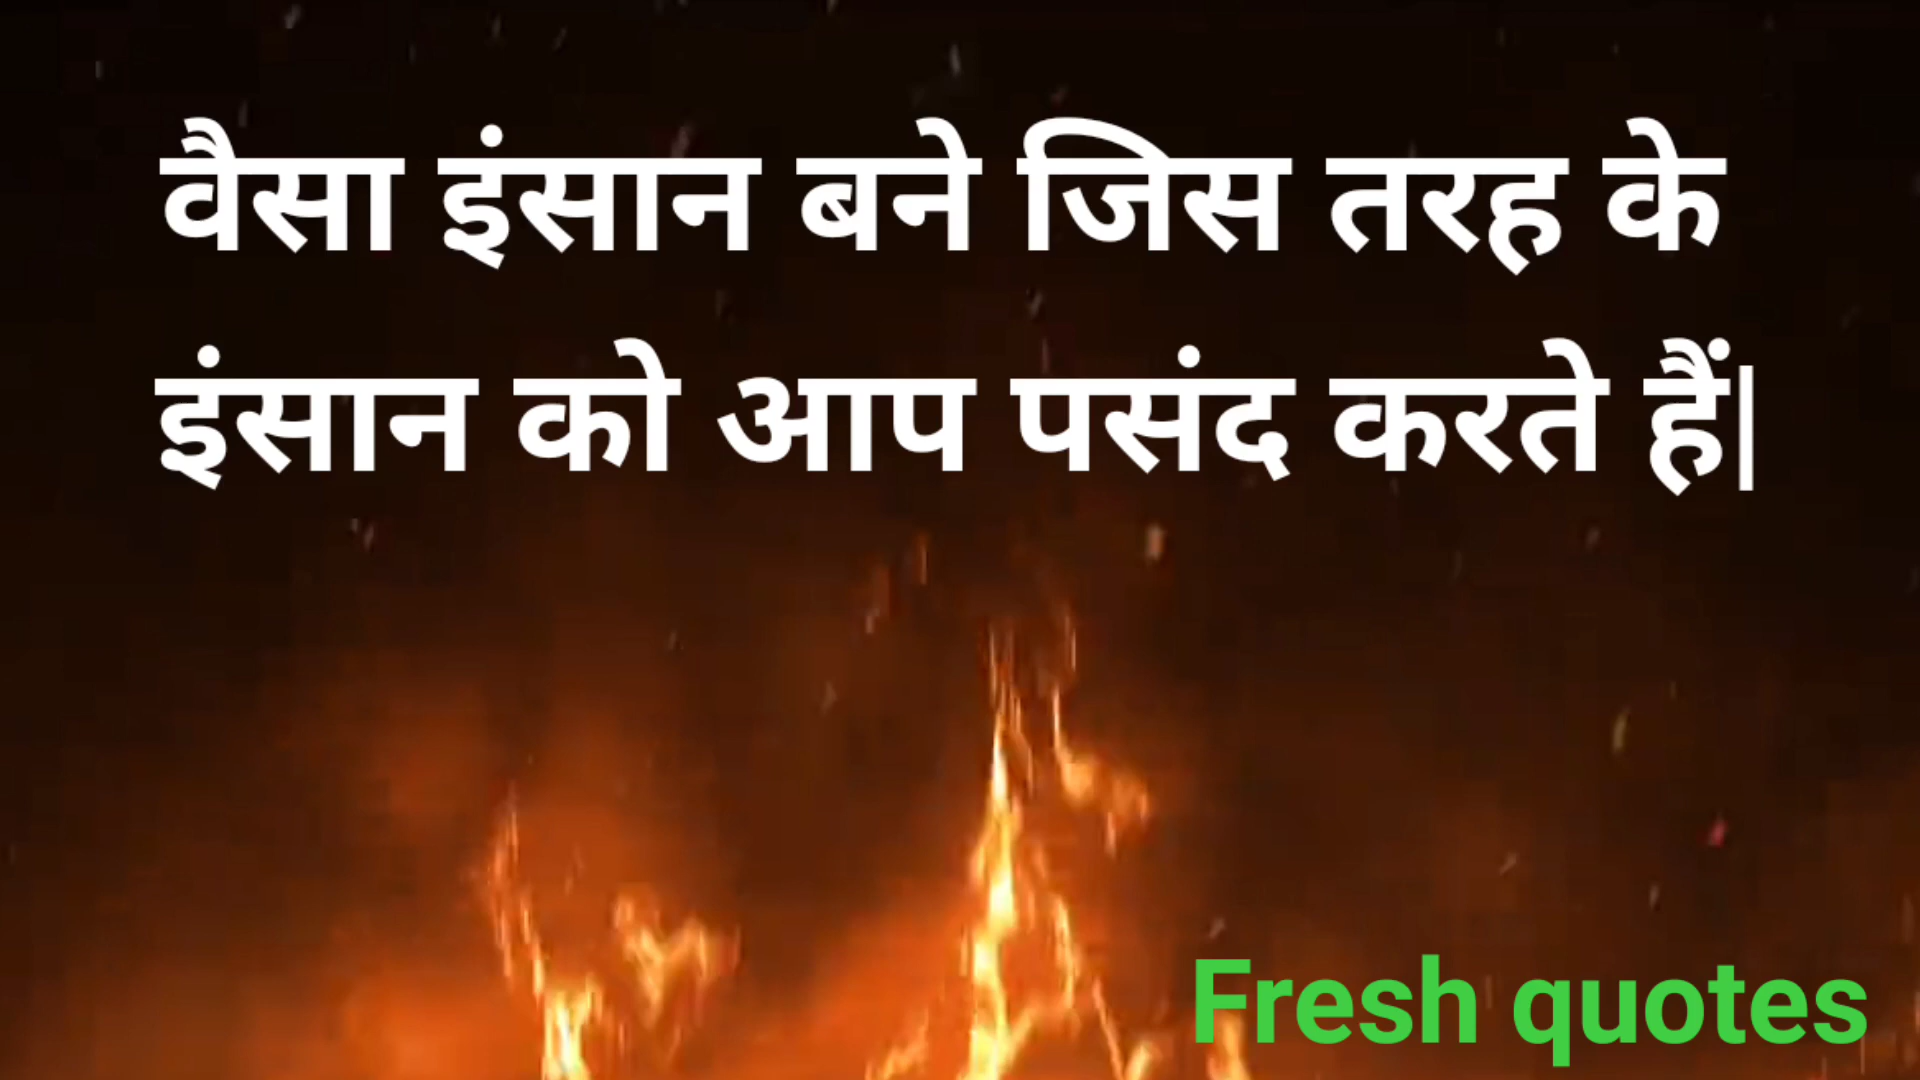 वैसा इंसान बने जिस तरह के
इंसान को आप पसंद करते हैं|
Fresh quotes